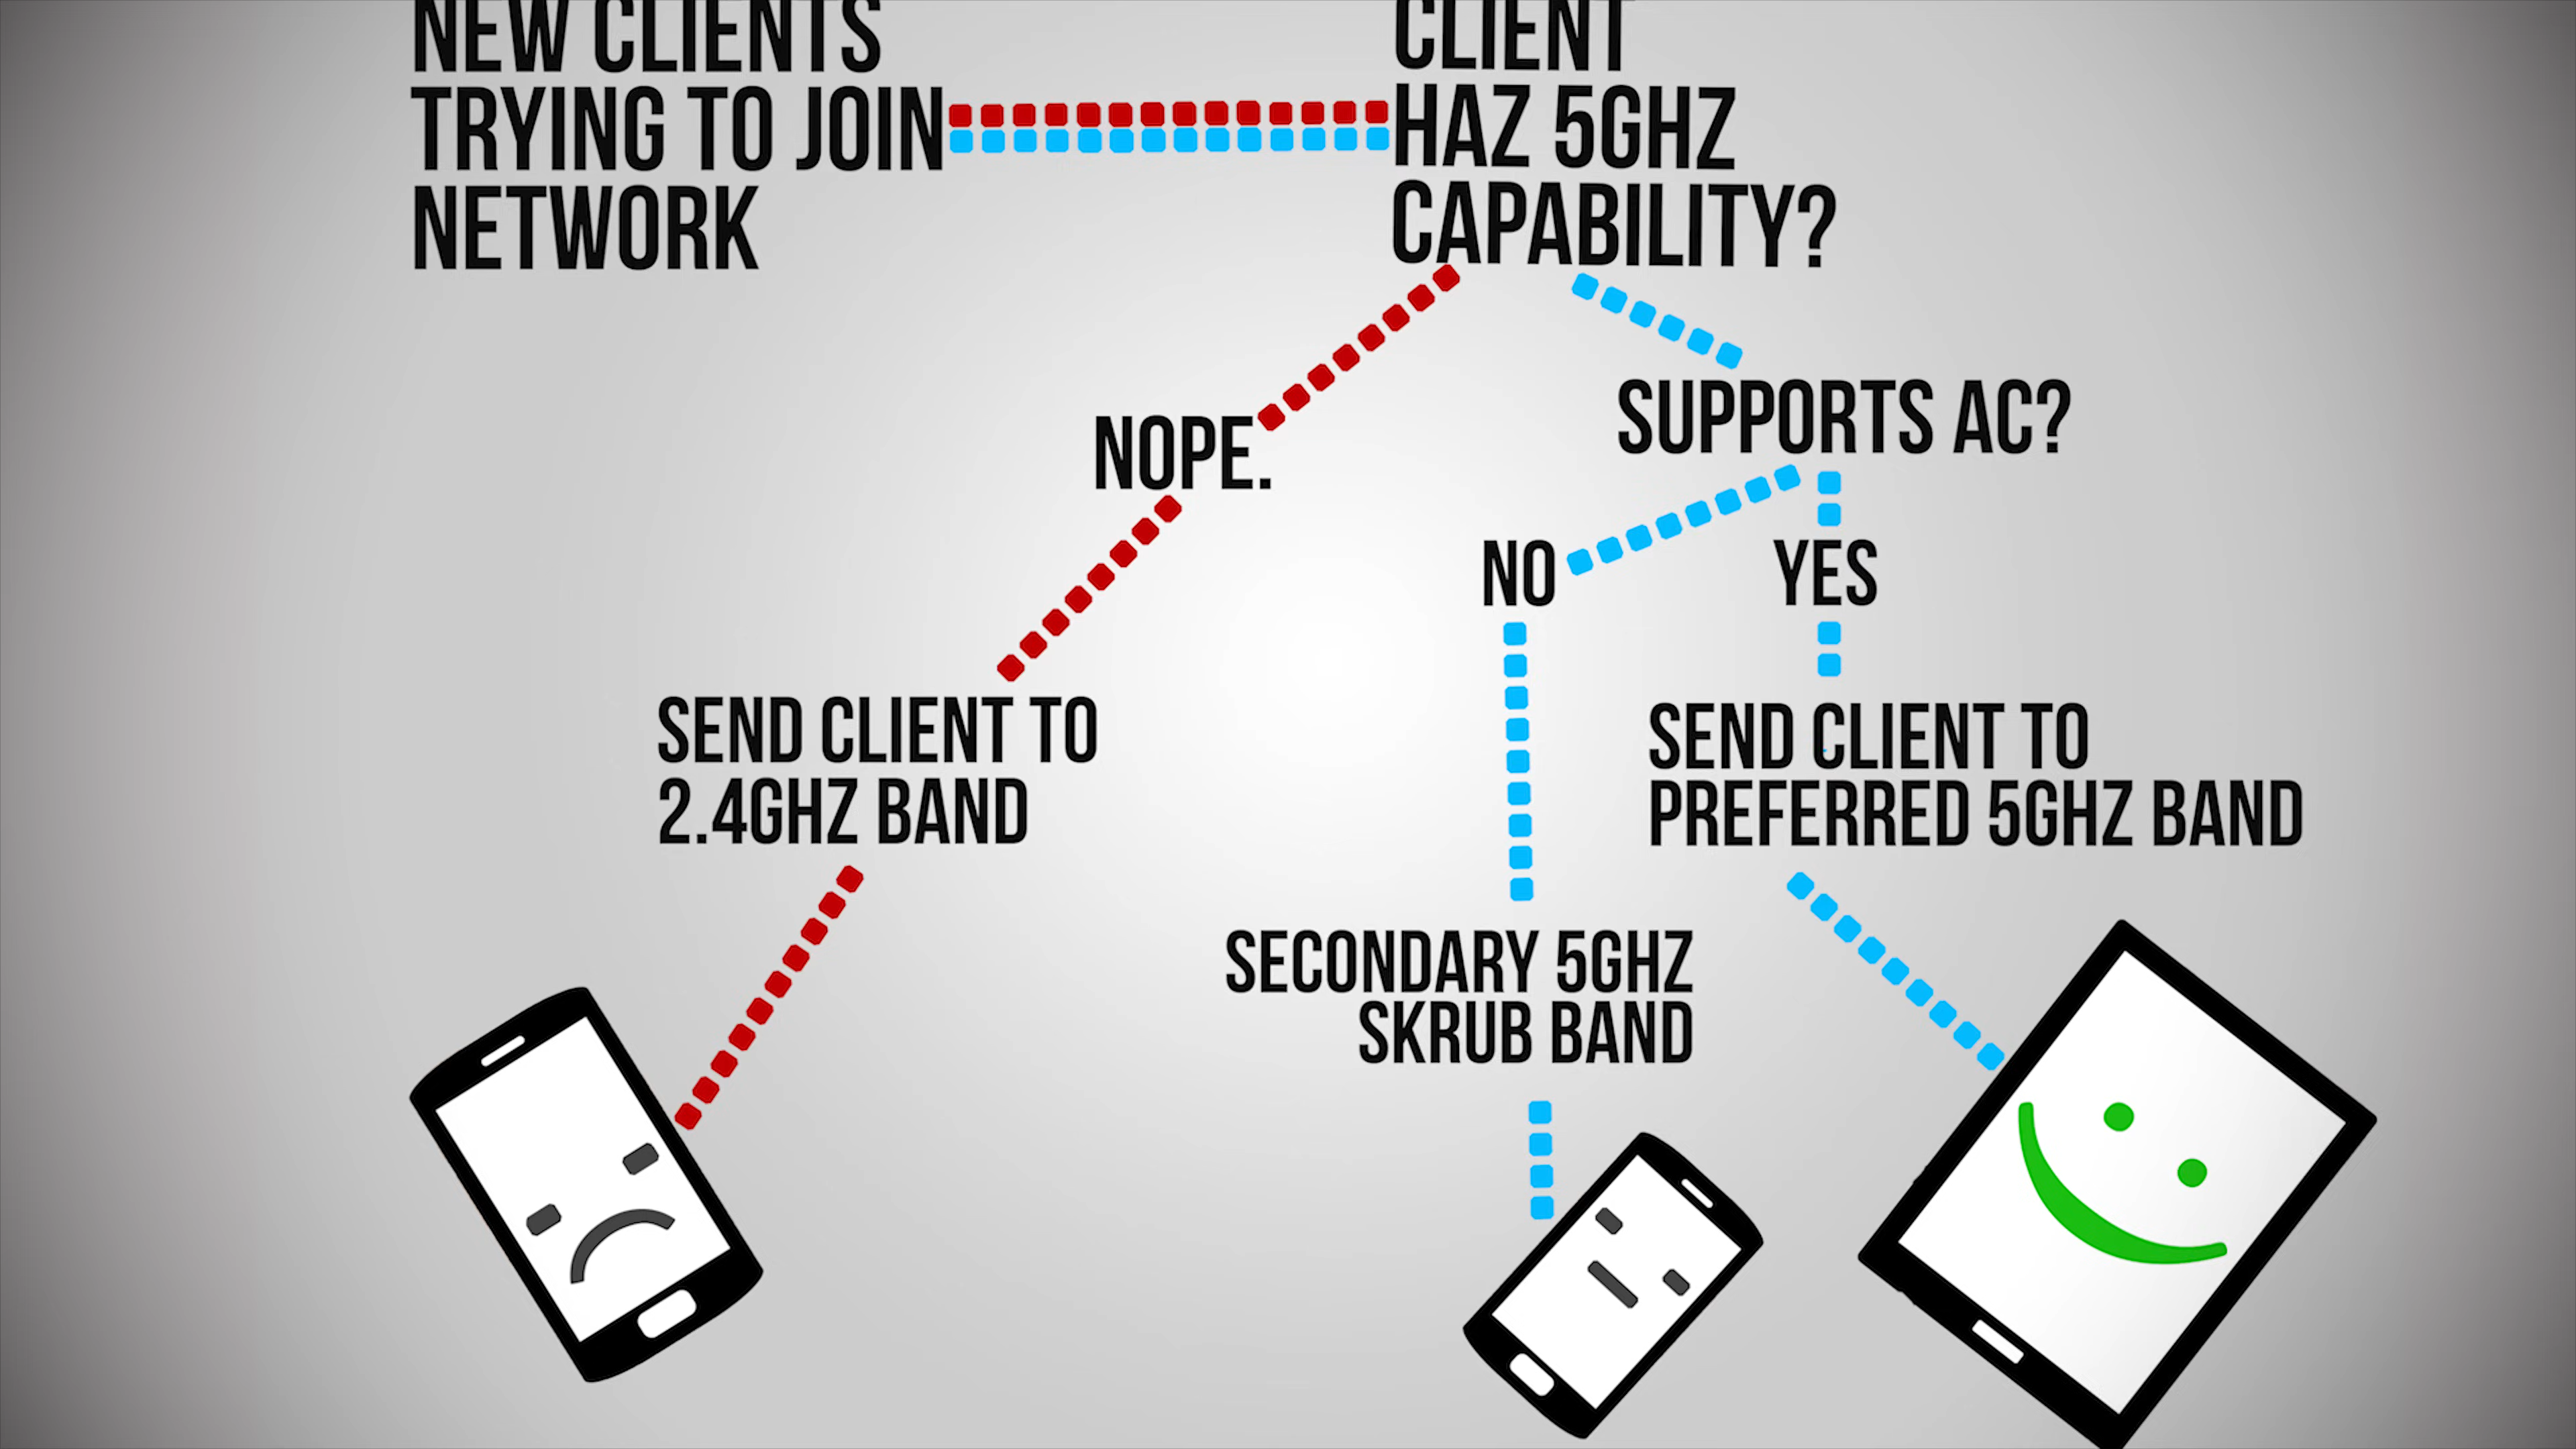 NEW CLIENTS
TRYING TO JOIN
NETWORK
CLIENT
HAZ 5GHZ
CAPABILITY?
NOPE.
SUPPORTS AC?
NO
YES
SEND CLIENT TO
2.4GHZ BAND
SEND CLIENT TO
PREFERRED 5GHZ BAND
SECONDARY 5GHZ
SKRUB BAND